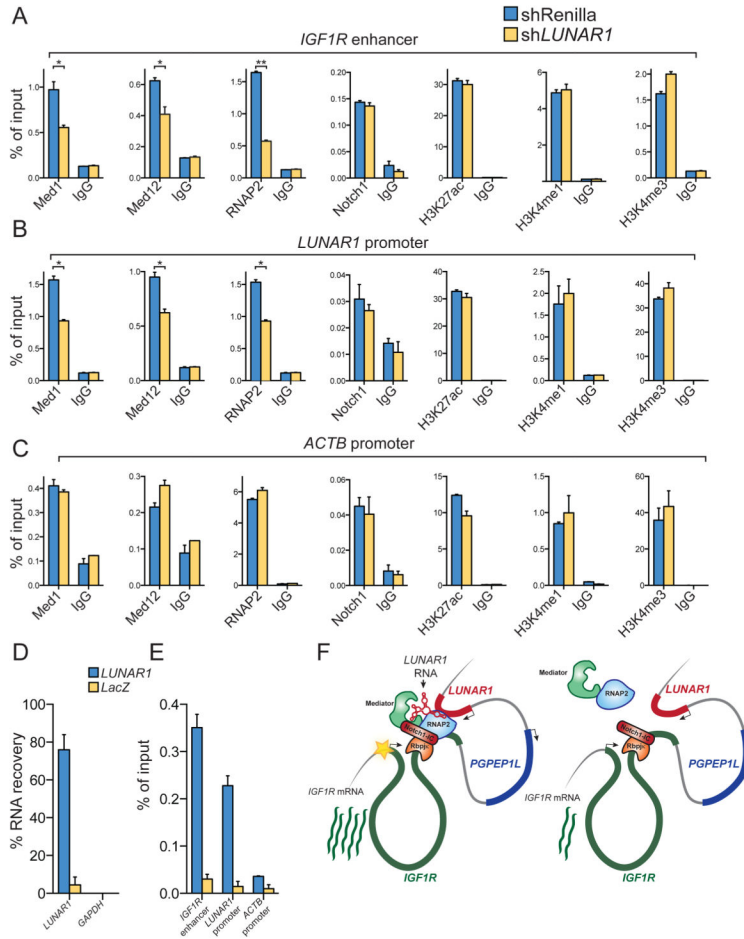 A
shRenilla
shLUNAR1
IGF1R enhancer
% of input
1.0
0.5
0.0
Med1
IgG
*
0.6
0.4
0.2
0.0
Med12
IgG
*
1.5
1.0
0.5
0.0
RNAP2
IgG
**
0.20
0.15
0.10
0.05
0.00
Notch1
IgG
30
20
10
0
H3K27ac
IgG
6
4
2
0
H3K4me1
IgG
2.0
1.5
1.0
0.5
0.0
H3K4me3
IgG
B
LUNAR1 promoter
% of input
1.5
1.0
0.5
0.0
Med1
IgG
*
1.0
0.5
0.0
Med12
IgG
*
1.5
1.0
0.5
0.0
RNAP2
IgG
*
0.04
0.03
0.02
0.01
0.00
Notch1
IgG
40
30
20
10
0
H3K27ac
IgG
3
2
1
0
H3K4me1
IgG
40
30
20
10
0
H3K4me3
IgG
C
ACTB promoter
% of input
0.4
0.2
0.0
Med1
IgG
0.3
0.2
0.1
0.0
Med12
IgG
6
4
2
0
RNAP2
IgG
0.06
0.04
0.02
0.00
Notch1
IgG
15
10
5
0
H3K27ac
IgG
1.5
1.0
0.5
0.0
H3K4me1
IgG
60
40
20
0
H3K4me3
IgG
D
LUNAR1
LacZ
% RNA recovery
100
80
60
40
20
0
LUNAR1
GAPDH
E
% of input
0.4
0.3
0.2
0.1
0.0
IGF1R
enhancer
LUNAR1
promoter
ACTB
promoter
F
LUNAR1
RNA
Mediator
LUNAR1
RNAP2
Notch1-IC
Rbpjκ
PGPEP1L
IGF1R mRNA
IGF1R
Mediator
RNAP2
LUNAR1
Notch1-IC
Rbpjκ
PGPEP1L
IGF1R mRNA
IGF1R